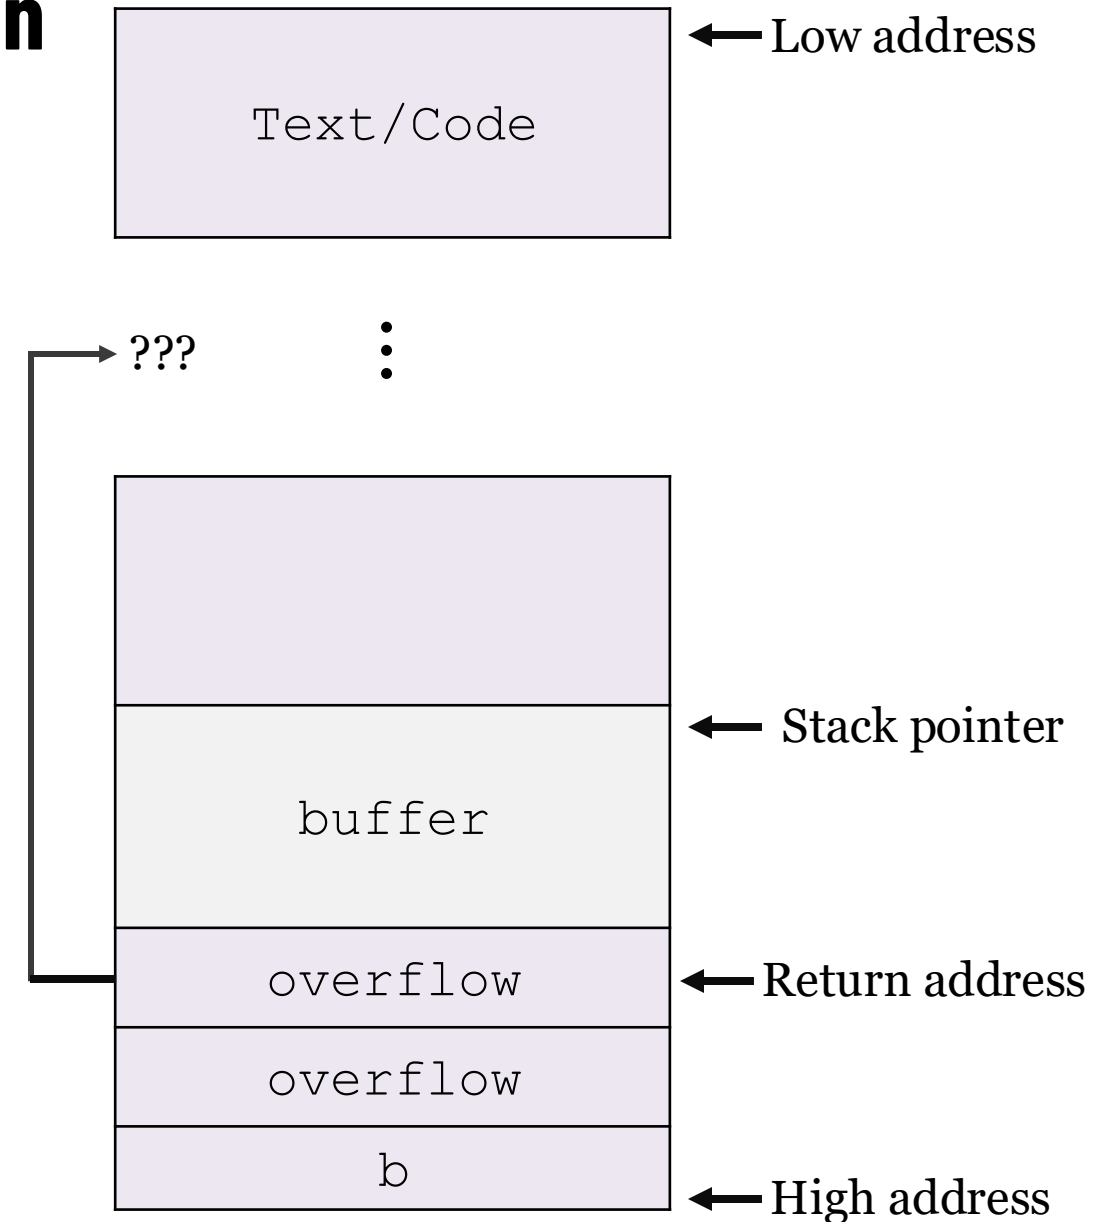 n
Low address
Text/Code
???
Stack pointer
buffer
overflow
Return address
overflow
b
High address